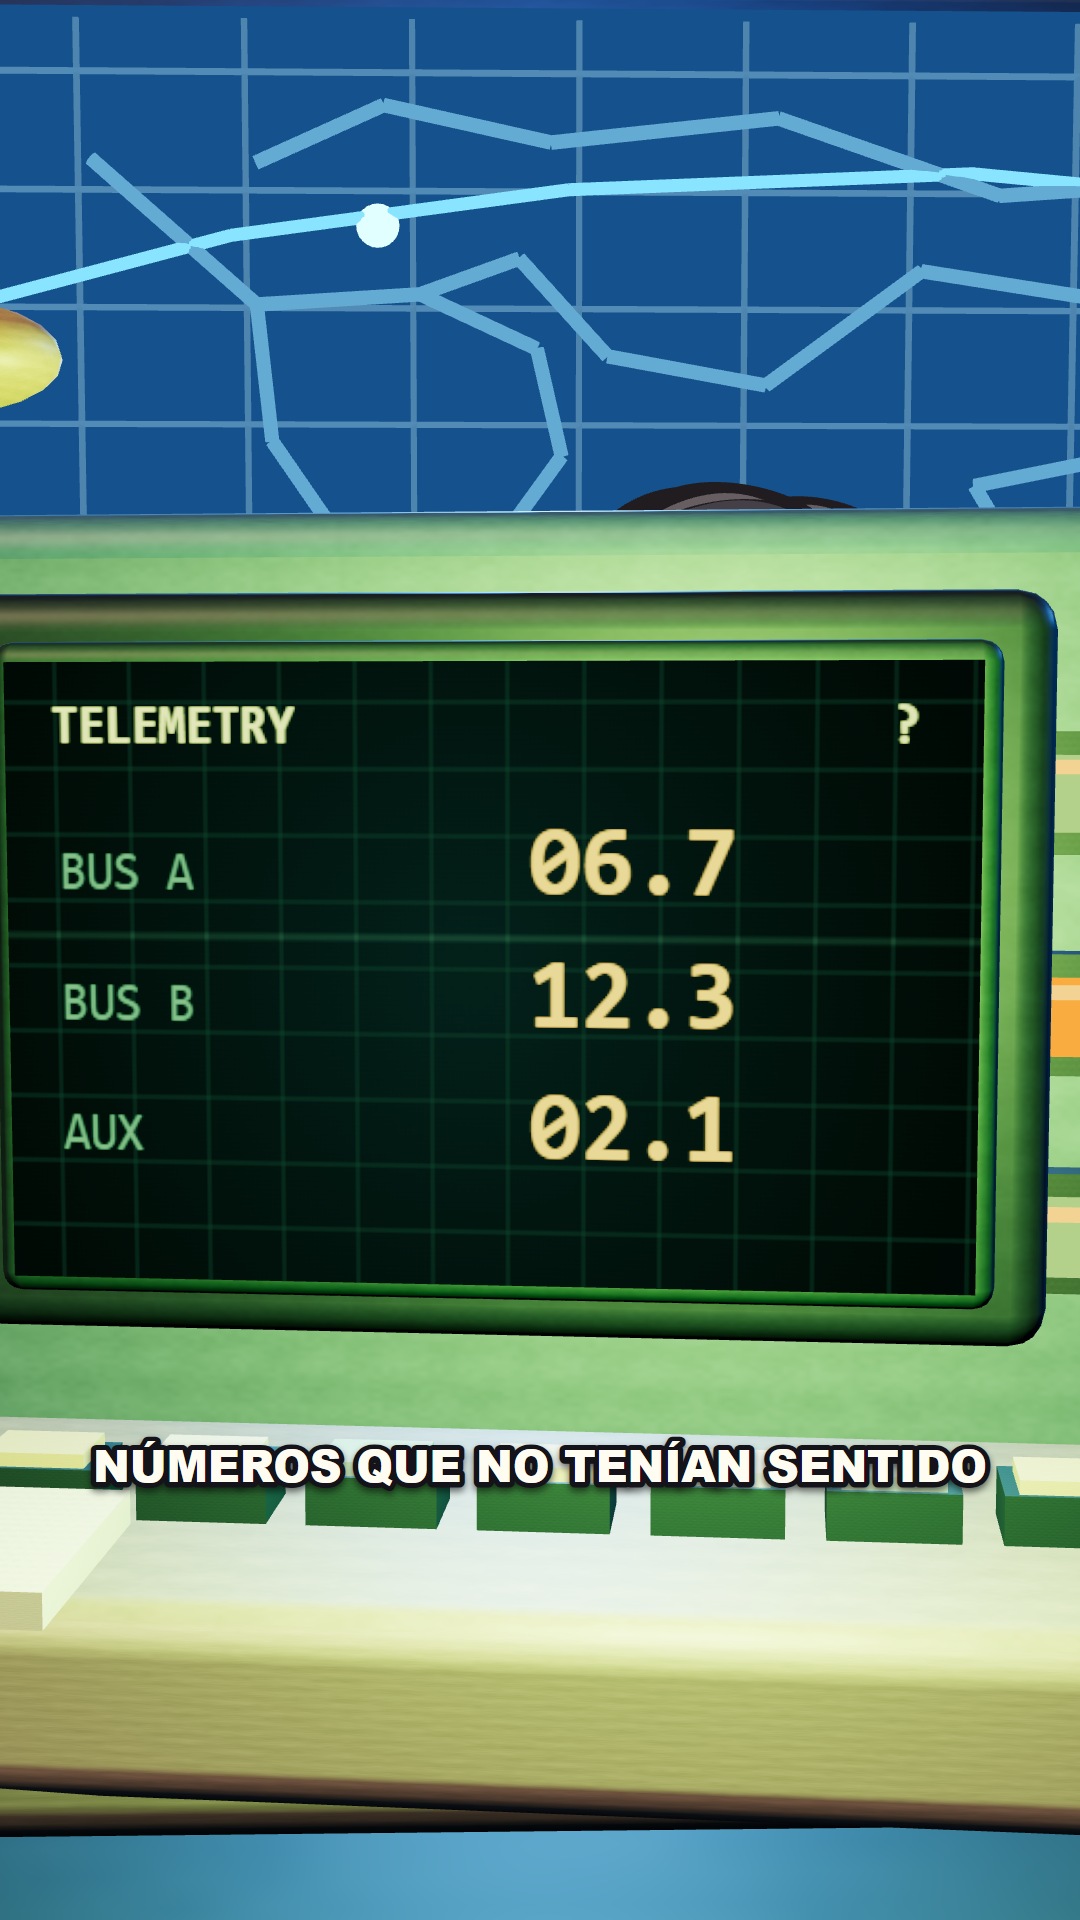 TELEMETRY ?
BUS A 06.7
BUS B 12.3
AUX 02.1
NÚMEROS QUE NO TENÍAN SENTIDO